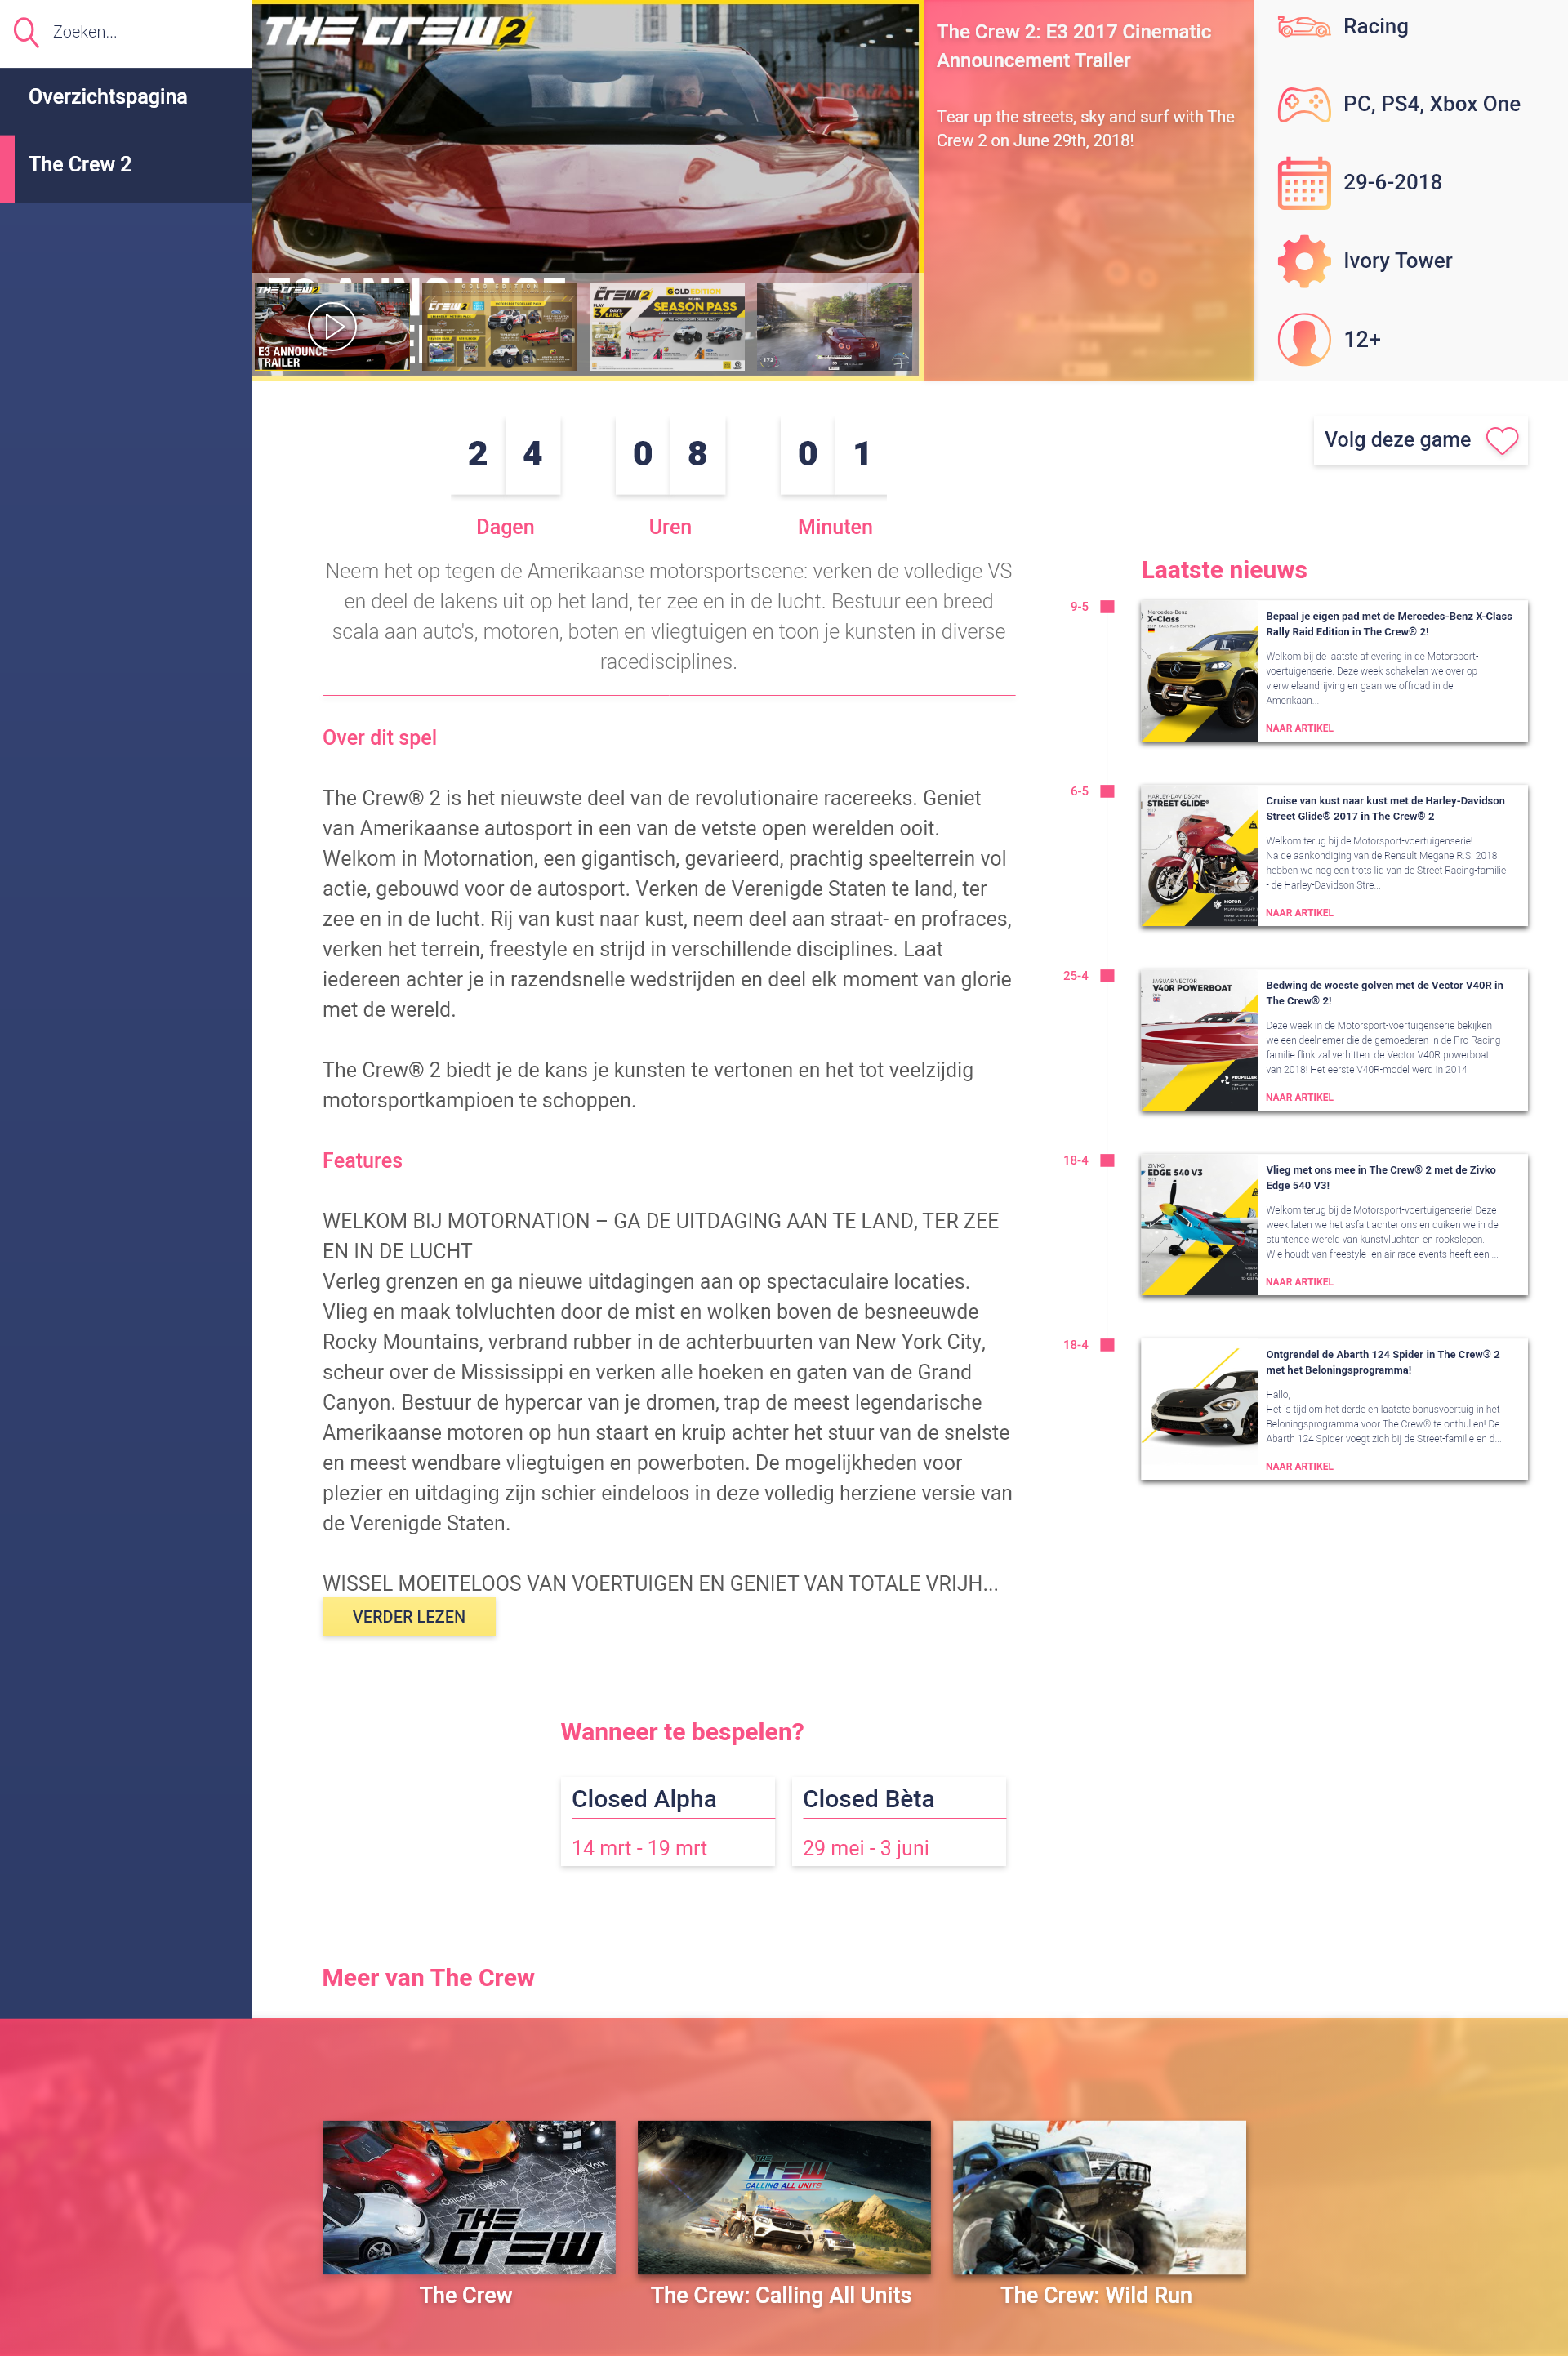 Zoeken...
Overzichtspagina
The Crew 2
THE CREW 2
E3 ANNOUNCE
TRAILER
GOLD EDITION
THE CREW 2
PLAY 3 DAYS EARLY
GOLD EDITION
SEASON PASS
The Crew 2: E3 2017 Cinematic
Announcement Trailer
Tear up the streets, sky and surf with The
Crew 2 on June 29th, 2018!
Racing
PC, PS4, Xbox One
29-6-2018
Ivory Tower
12+
2 4 0 8 0 1
Dagen Uren Minuten
Volg deze game
Neem het op tegen de Amerikaanse motorsportscene: verken de volledige VS
en deel de lakens uit op het land, ter zee en in de lucht. Bestuur een breed
scala aan auto's, motoren, boten en vliegtuigen en toon je kunsten in diverse
racedisciplines.
Over dit spel
The Crew® 2 is het nieuwste deel van de revolutionaire racereeks. Geniet
van Amerikaanse autosport in een van de vetste open werelden ooit.
Welkom in Motornation, een gigantisch, gevarieerd, prachtig speelterrein vol
actie, gebouwd voor de autosport. Verken de Verenigde Staten te land, ter
zee en in de lucht. Rij van kust naar kust, neem deel aan straat- en profraces,
verken het terrein, freestyle en strijd in verschillende disciplines. Laat
iedereen achter je in razendsnelle wedstrijden en deel elk moment van glorie
met de wereld.
The Crew® 2 biedt je de kans je kunsten te vertonen en het tot veelzijdig
motorsportkampioen te schoppen.
Features
WELKOM BIJ MOTORNATION – GA DE UITDAGING AAN TE LAND, TER ZEE
EN IN DE LUCHT
Verleg grenzen en ga nieuwe uitdagingen aan op spectaculaire locaties.
Vlieg en maak tolvluchten door de mist en wolken boven de besneeuwde
Rocky Mountains, verbrand rubber in de achterbuurten van New York City,
scheur over de Mississippi en verken alle hoeken en gaten van de Grand
Canyon. Bestuur de hypercar van je dromen, trap de meest legendarische
Amerikaanse motoren op hun staart en kruip achter het stuur van de snelste
en meest wendbare vliegtuigen en powerboten. De mogelijkheden voor
plezier en uitdaging zijn schier eindeloos in deze volledig herziene versie van
de Verenigde Staten.
WISSEL MOEITELOOS VAN VOERTUIGEN EN GENIET VAN TOTALE VRIJH...
VERDER LEZEN
Laatste nieuws
9-5
Mercedes-Benz
X-Class
Bepaal je eigen pad met de Mercedes-Benz X-Class
Rally Raid Edition in The Crew® 2!
Welkom bij de laatste aflevering in de Motorsport-
voertuigenserie. Deze week schakelen we over op
vierwielaandrijving en gaan we offroad in de
Amerikaan...
NAAR ARTIKEL
6-5
HARLEY-DAVIDSON®
STREET GLIDE®
MOTOR
Cruise van kust naar kust met de Harley-Davidson
Street Glide® 2017 in The Crew® 2
Welkom terug bij de Motorsport-voertuigenserie!
Na de aankondiging van de Renault Megane R.S. 2018
hebben we nog een trots lid van de Street Racing-familie
- de Harley-Davidson Stre...
NAAR ARTIKEL
25-4
JAGUAR VECTOR
V40R POWERBOAT
PROPELLER
Bedwing de woeste golven met de Vector V40R in
The Crew® 2!
Deze week in de Motorsport-voertuigenserie bekijken
we een deelnemer die de gemoederen in de Pro Racing-
familie flink zal verhitten: de Vector V40R powerboat
van 2018! Het eerste V40R-model werd in 2014
NAAR ARTIKEL
18-4
ZIVKO
EDGE 540 V3
Vlieg met ons mee in The Crew® 2 met de Zivko
Edge 540 V3!
Welkom terug bij de Motorsport-voertuigenserie! Deze
week laten we het asfalt achter ons en duiken we in de
stuntende wereld van kunstvluchten en rookslepen.
Wie houdt van freestyle- en air race-events heeft een ...
NAAR ARTIKEL
18-4
Ontgrendel de Abarth 124 Spider in The Crew® 2
met het Beloningsprogramma!
Hallo,
Het is tijd om het derde en laatste bonusvoertuig in het
Beloningsprogramma voor The Crew® te onthullen! De
Abarth 124 Spider voegt zich bij de Street-familie en d...
NAAR ARTIKEL
Wanneer te bespelen?
Closed Alpha
14 mrt - 19 mrt
Closed Bèta
29 mei - 3 juni
Meer van The Crew
Chicago Detroit New York
THE CREW
THE CREW
CALLING ALL UNITS
The Crew
The Crew: Calling All Units
The Crew: Wild Run